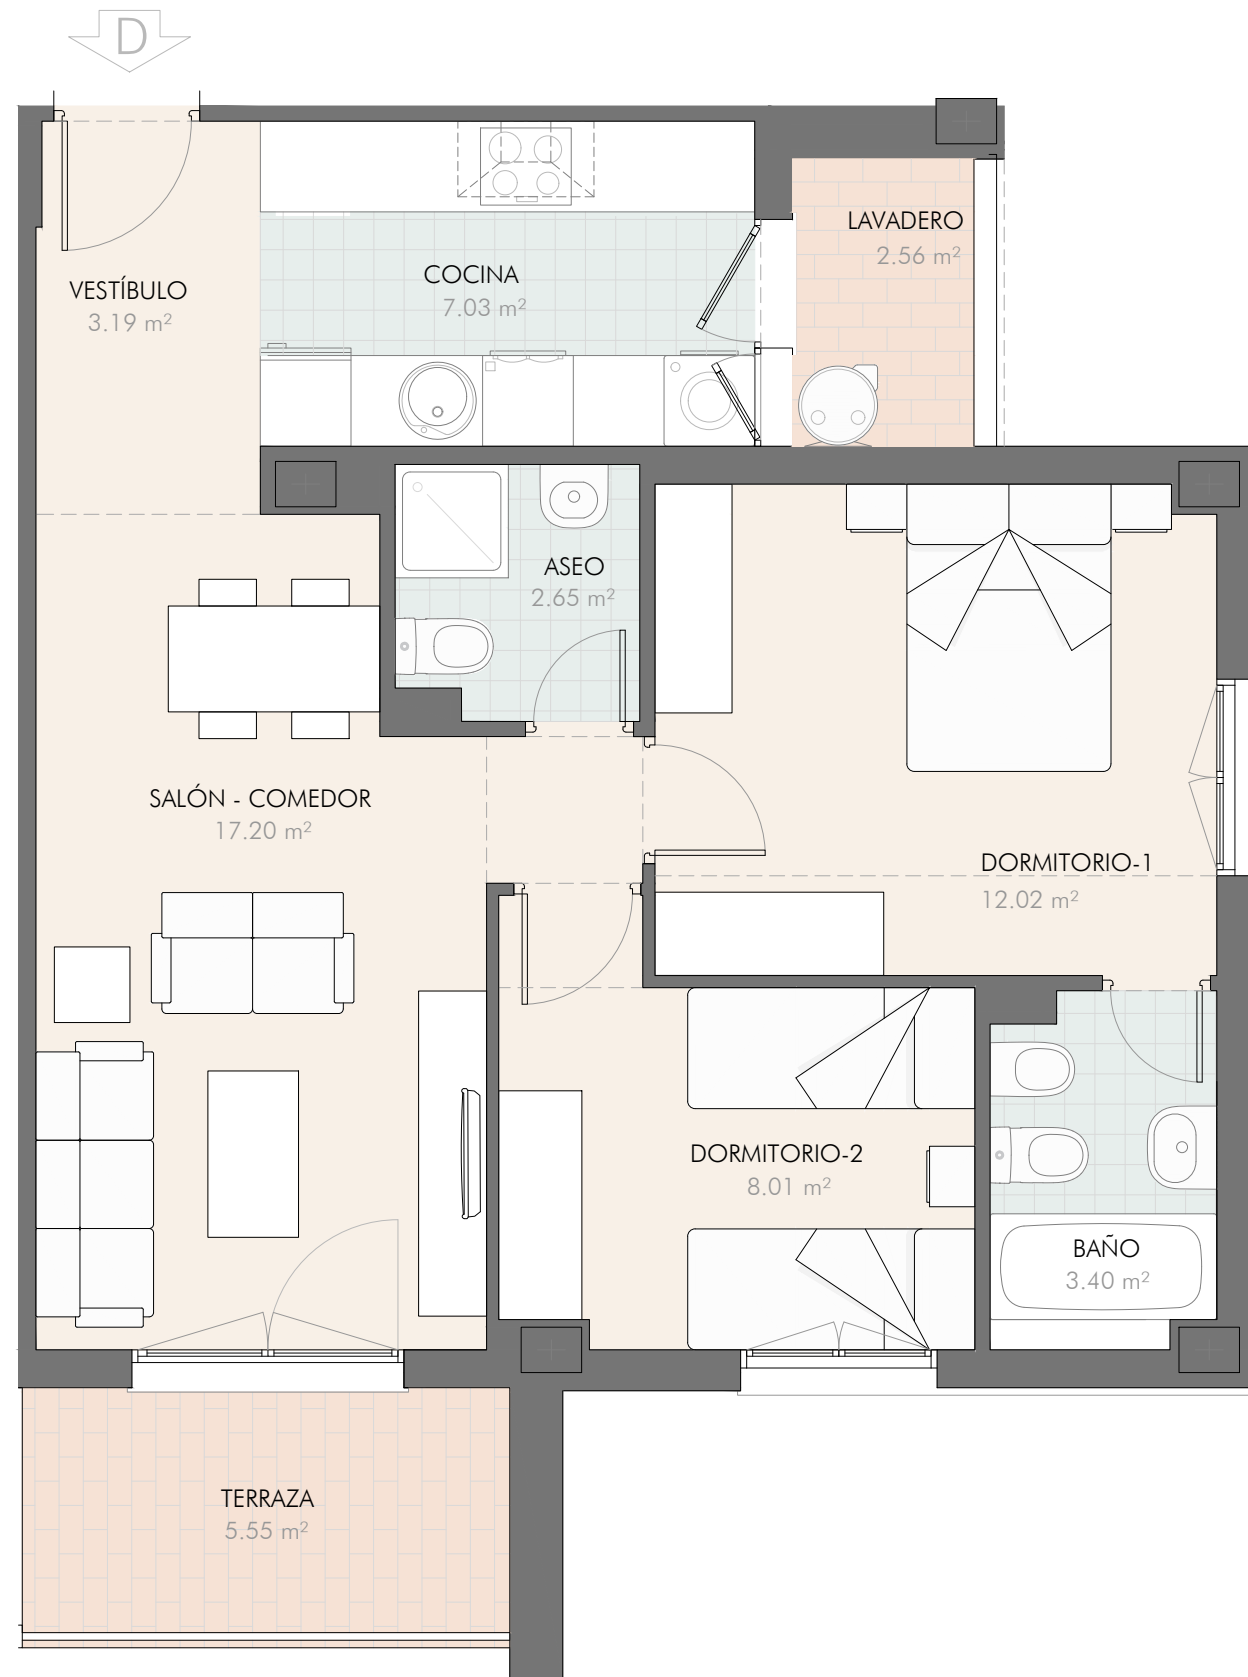 D
LAVADERO
2.56 m²
COCINA
7.03 m²
VESTÍBULO
3.19 m²
ASEO
2.65 m²
SALÓN - COMEDOR
17.20 m²
DORMITORIO-1
12.02 m²
DORMITORIO-2
8.01 m²
BAÑO
3.40 m²
TERRAZA
5.55 m²